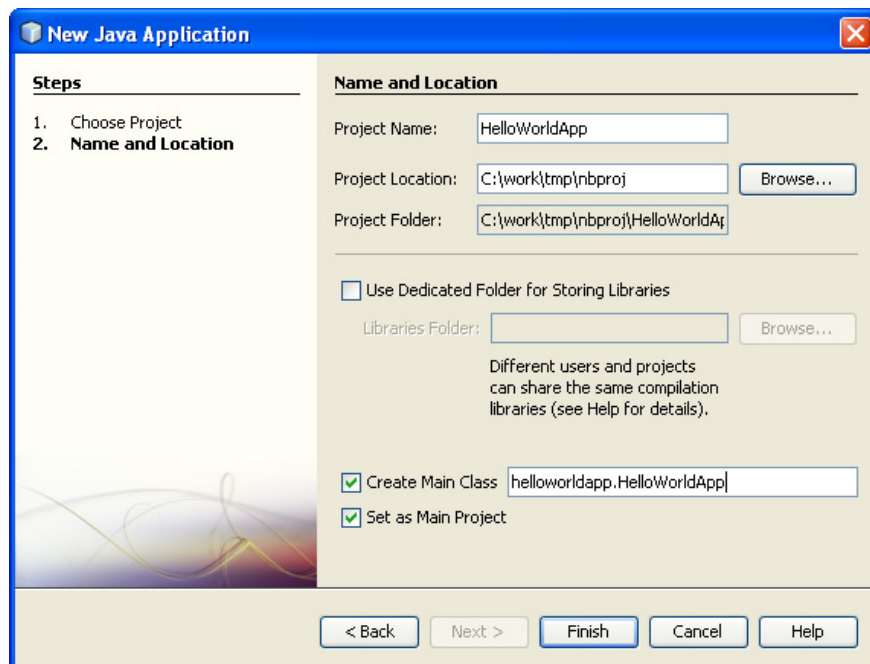 New Java Application
Steps
1. Choose Project
2. Name and Location
Name and Location
Project Name: HelloWorldApp
Project Location: C:\work\tmp\nbproj Browse...
Project Folder: C:\work\tmp\nbproj\HelloWorldAp
Use Dedicated Folder for Storing Libraries
Libraries Folder: Browse...
Different users and projects
can share the same compilation
libraries (see Help for details).
Create Main Class helloworldapp.HelloWorldApp
Set as Main Project
< Back Next > Finish Cancel Help